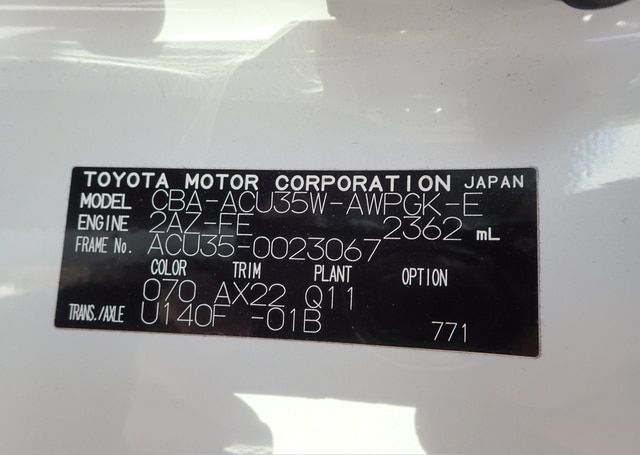 TOYOTA MOTOR CORPORATION JAPAN
MODEL CBA-ACU35W-AWPGK-E
ENGINE 2AZ-FE 2362 mL
FRAME No. ACU35-0023067
COLOR TRIM PLANT OPTION
070 AX22 Q11
TRANS./AXLE U140F -01B 771